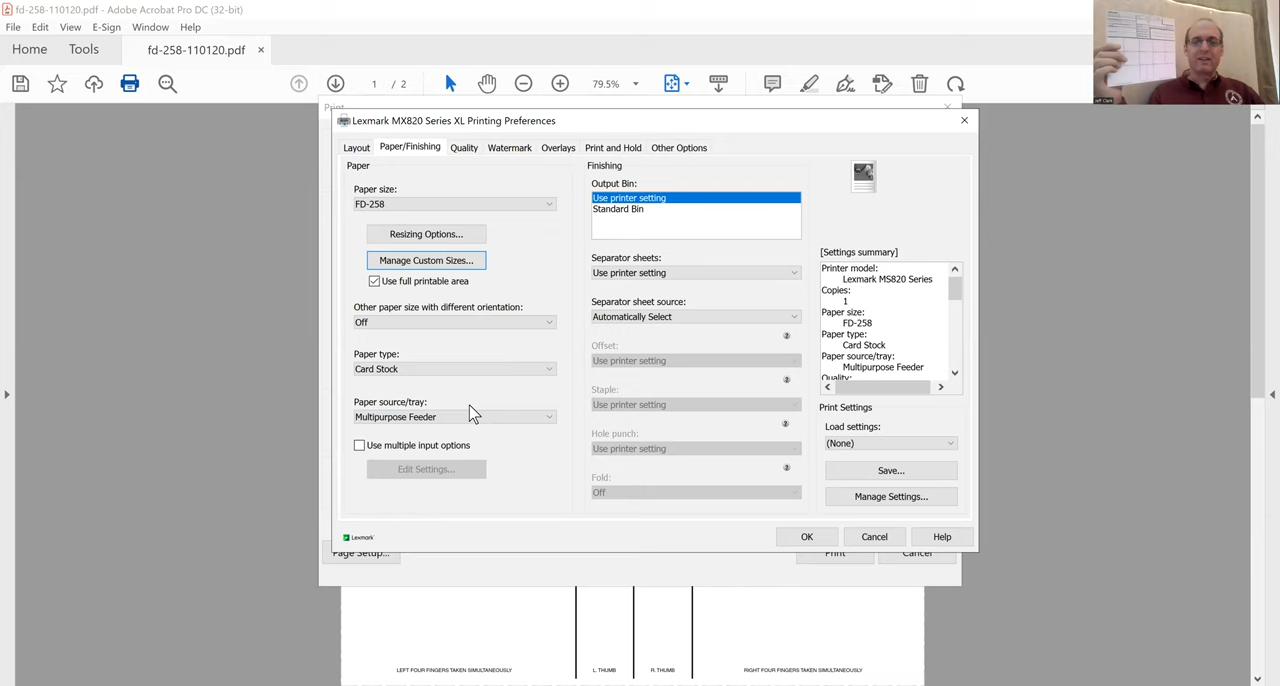 fd-258-110120.pdf - Adobe Acrobat Pro DC (32-bit)
File Edit View E-Sign Window Help
Home Tools fd-258-110120.pdf ×
1 / 2 79.5%
Print
Lexmark MX820 Series XL Printing Preferences
Layout Paper/Finishing Quality Watermark Overlays Print and Hold Other Options
Paper
Paper size:
FD-258
Resizing Options...
Manage Custom Sizes...
Use full printable area
Other paper size with different orientation:
Off
Paper type:
Card Stock
Paper source/tray:
Multipurpose Feeder
Use multiple input options
Edit Settings...
Finishing
Output Bin:
Use printer setting
Standard Bin
Separator sheets:
Use printer setting
Separator sheet source:
Automatically Select
Offset:
Use printer setting
Staple:
Use printer setting
Hole punch:
Use printer setting
Fold:
Off
[Settings summary]
Printer model:
Lexmark MS820 Series
Copies:
1
Paper size:
FD-258
Paper type:
Card Stock
Paper source/tray:
Multipurpose Feeder
Quality:
Print Settings
Load settings:
(None)
Save...
Manage Settings...
Lexmark
OK Cancel Help
Page Setup... Print Cancel
LEFT FOUR FINGERS TAKEN SIMULTANEOUSLY L. THUMB R. THUMB RIGHT FOUR FINGERS TAKEN SIMULTANEOUSLY
Jeff Clark